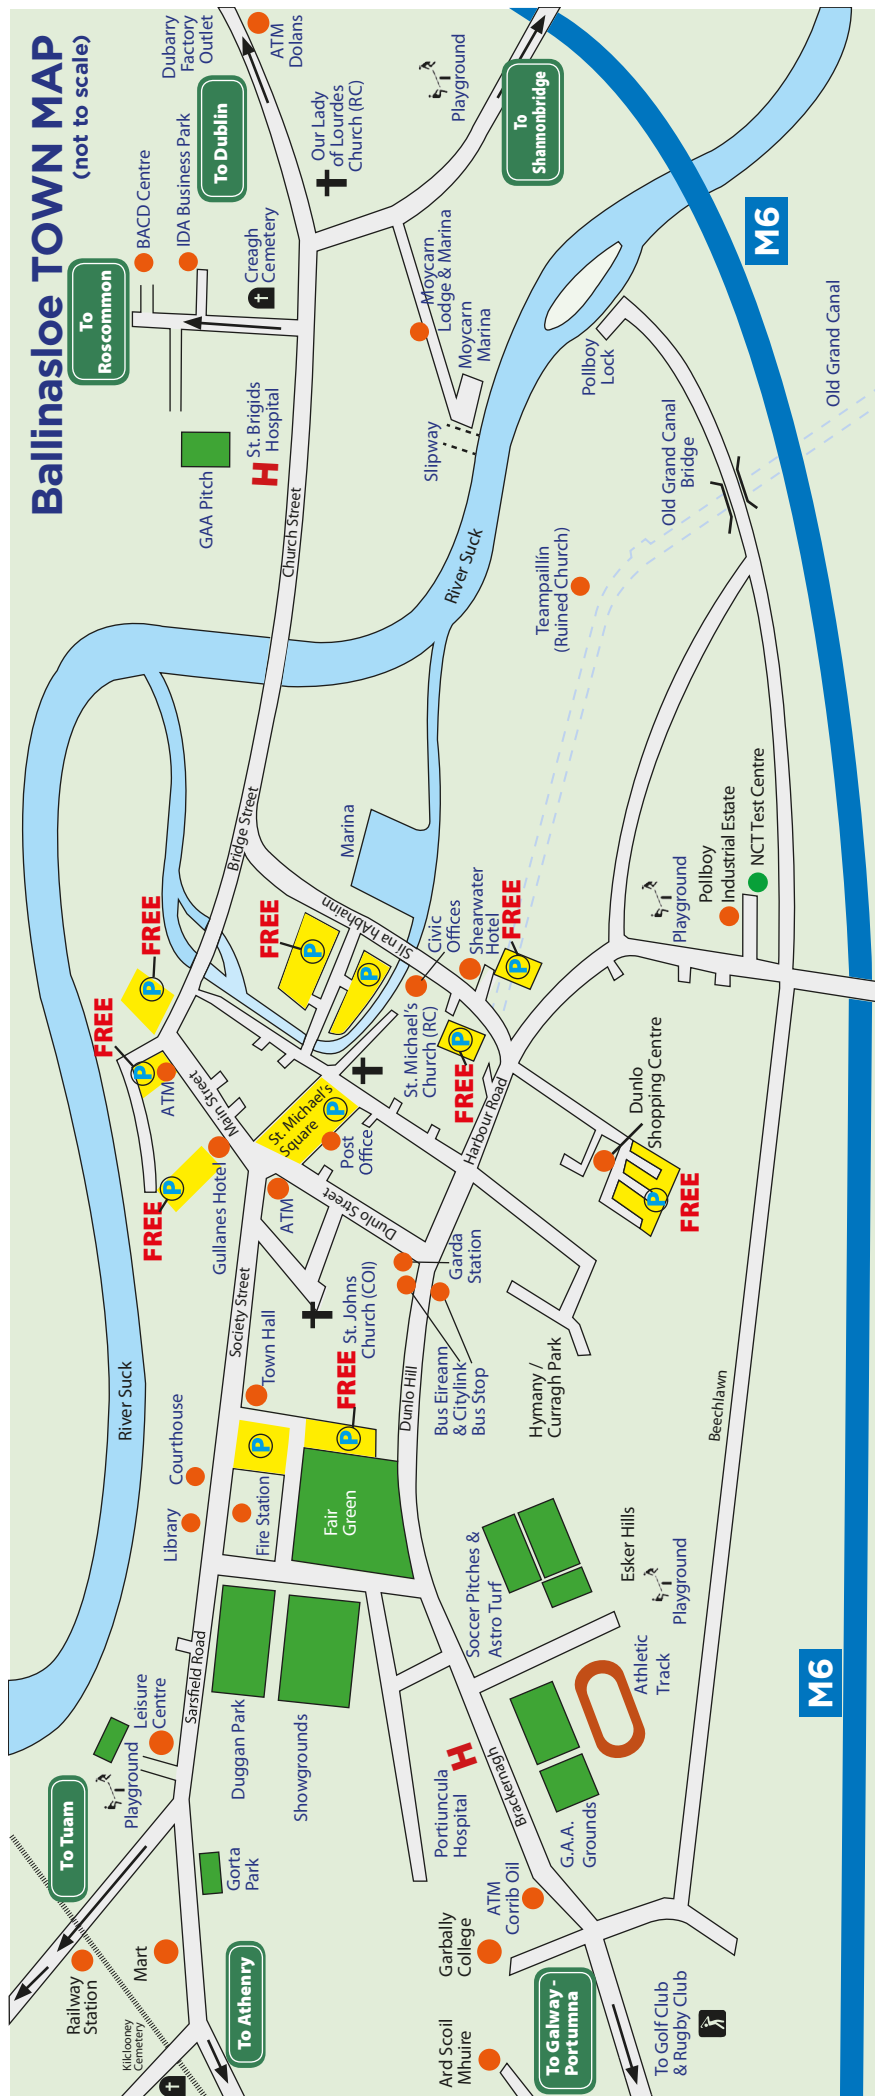 Ballinasloe TOWN MAP
(not to scale)
To Tuam
Railway
Station
Mart
Kilclooney
Cemetery
To Athenry
Playground
Leisure
Centre
Gorta
Park
Sarsfield Road
Duggan Park
Showgrounds
Library
Courthouse
Fire Station
Fair
Green
P
P
FREE
Town Hall
Society Street
St. Johns
Church (COI)
River Suck
Gullanes Hotel
FREE
P
ATM
FREE
P
ATM
Main Street
P
FREE
St. Michael's
Square
P
Post
Office
Dunlo Street
Dunlo Hill
Garda
Station
Bus Eireann
& Citylink
Bus Stop
Hymany /
Curragh Park
Harbour Road
St. Michael's
Church (RC)
FREE
P
Civic
Offices
Shearwater
Hotel
FREE
P
Slí na hAbhainn
FREE
P
P
Bridge Street
Marina
Dunlo
Shopping Centre
P
FREE
Playground
Pollboy
Industrial Estate
NCT Test Centre
Beechlawn
Soccer Pitches &
Astro Turf
Esker Hills
Playground
Athletic
Track
G.A.A.
Grounds
Brackernagh
H
Portiuncula
Hospital
ATM
Corrib Oil
Garbally
College
Ard Scoil
Mhuire
To Galway -
Portumna
To Golf Club
& Rugby Club
M6
Church Street
River Suck
GAA Pitch
H
St. Brigids
Hospital
To
Roscommon
BACD Centre
IDA Business Park
Creagh
Cemetery
To Dublin
Dubarry
Factory
Outlet
ATM
Dolans
Our Lady
of Lourdes
Church (RC)
Playground
To
Shannonbridge
Moycarn
Lodge & Marina
Moycarn
Marina
Slipway
Teampaillín
(Ruined Church)
Pollboy
Lock
Old Grand Canal
Bridge
Old Grand Canal
M6